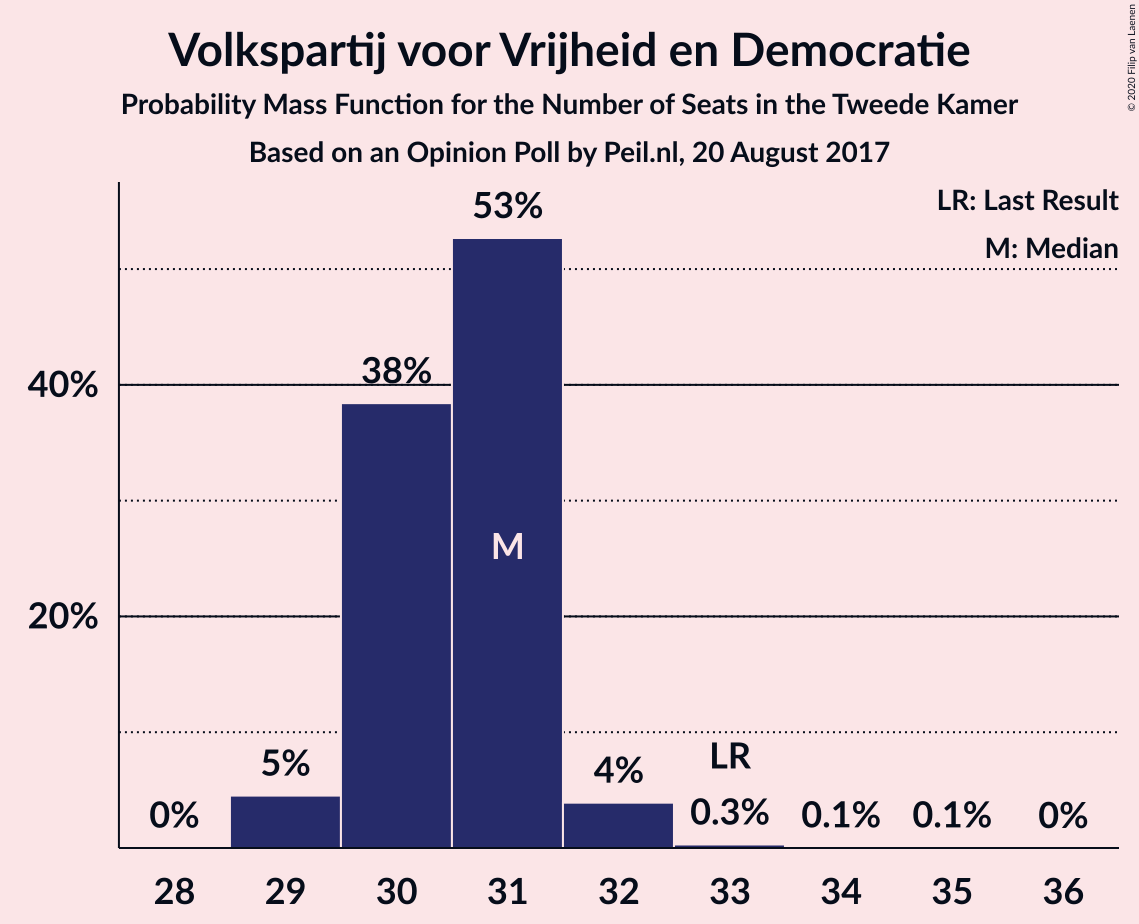 Volkspartij voor Vrijheid en Democratie
Probability Mass Function for the Number of Seats in the Tweede Kamer
Based on an Opinion Poll by Peil.nl, 20 August 2017
© 2020 Filip van Laenen
LR: Last Result
M: Median
53%
38%
40%
M
20%
5%
4%
LR
0%
0.3%
0.1%
0.1%
0%
28 29 30 31 32 33 34 35 36